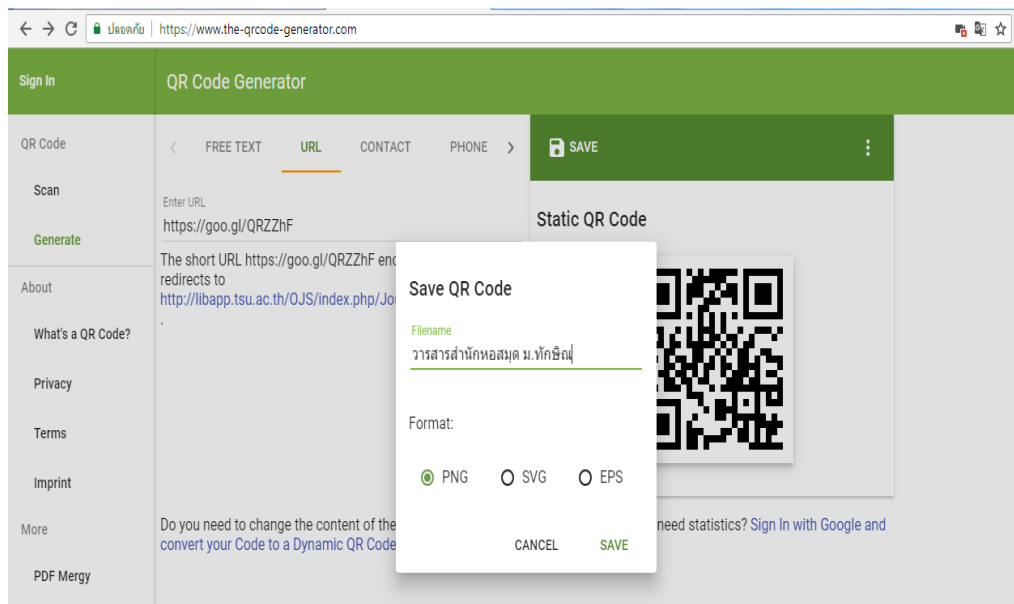 ปลอดภัย | https://www.the-qrcode-generator.com
Sign In
QR Code Generator
QR Code
Scan
Generate
About
What's a QR Code?
Privacy
Terms
Imprint
More
PDF Mergy
FREE TEXT URL CONTACT PHONE
Enter URL
https://goo.gl/QRZZhF
The short URL https://goo.gl/QRZZhF
redirects to
http://libapp.tsu.ac.th/OJS/index.php/
.
SAVE
Static QR Code
Save QR Code
Filename
วารสารสำนักหอสมุด ม.ทักษิณ
Format:
PNG SVG EPS
CANCEL SAVE
Do you need to change the content of the need statistics? Sign In with Google and
convert your Code to a Dynamic QR Code